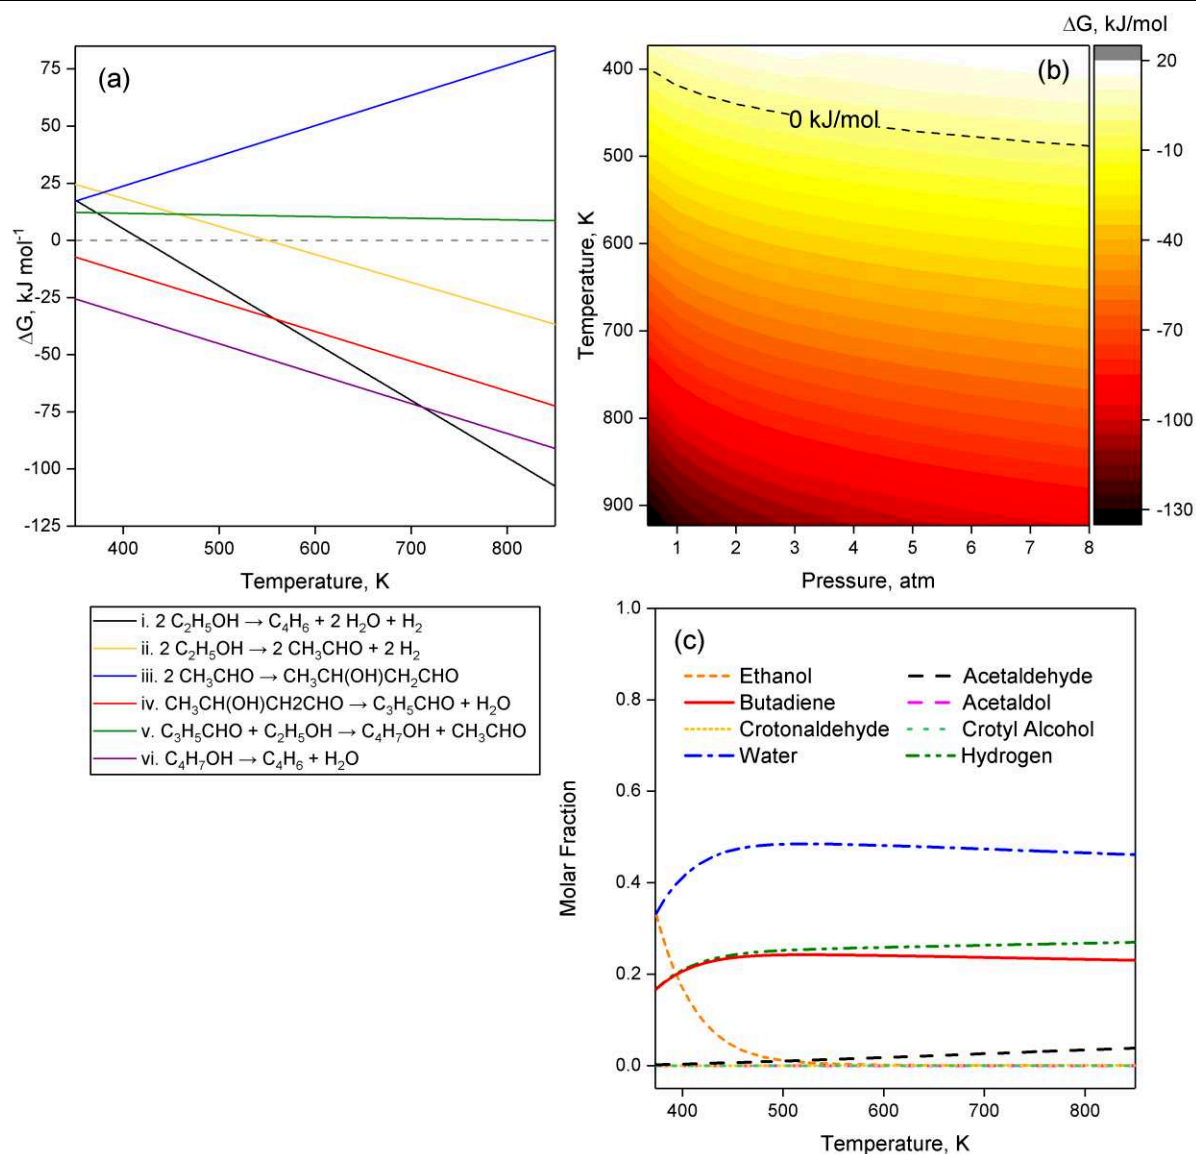 (a)
75
50
25
0
-25
-50
-75
-100
-125
ΔG, kJ mol⁻¹
400 500 600 700 800
Temperature, K
i. 2 C₂H₅OH → C₄H₆ + 2 H₂O + H₂
ii. 2 C₂H₅OH → 2 CH₃CHO + 2 H₂
iii. 2 CH₃CHO → CH₃CH(OH)CH₂CHO
iv. CH₃CH(OH)CH2CHO → C₃H₅CHO + H₂O
v. C₃H₅CHO + C₂H₅OH → C₄H₇OH + CH₃CHO
vi. C₄H₇OH → C₄H₆ + H₂O
ΔG, kJ/mol
(b)
0 kJ/mol
400
500
600
700
800
900
Temperature, K
1 2 3 4 5 6 7 8
Pressure, atm
20
-10
-40
-70
-100
-130
(c)
Ethanol
Butadiene
Crotonaldehyde
Water
Acetaldehyde
Acetaldol
Crotyl Alcohol
Hydrogen
1.0
0.8
0.6
0.4
0.2
0.0
Molar Fraction
400 500 600 700 800
Temperature, K